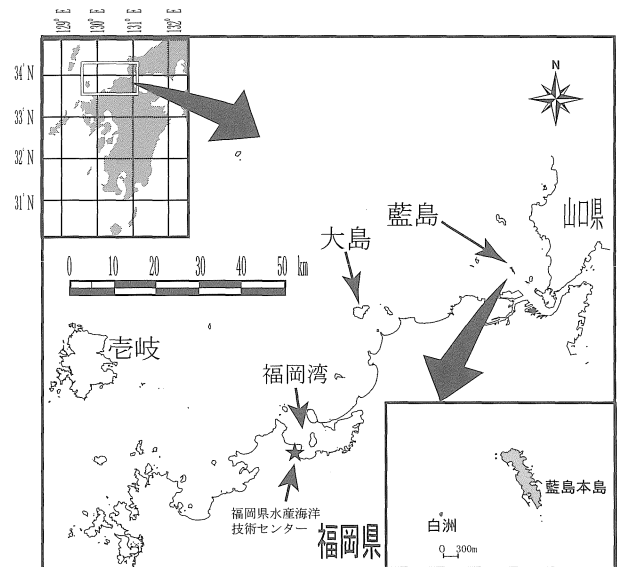 129°E 130°E 131°E 132°E
34°N
33°N
32°N
31°N
N
山口県
藍島
大島
0 10 20 30 40 50 km
壱岐
福岡湾
福岡県水産海洋
技術センター
福岡県
藍島本島
白洲
0 300m